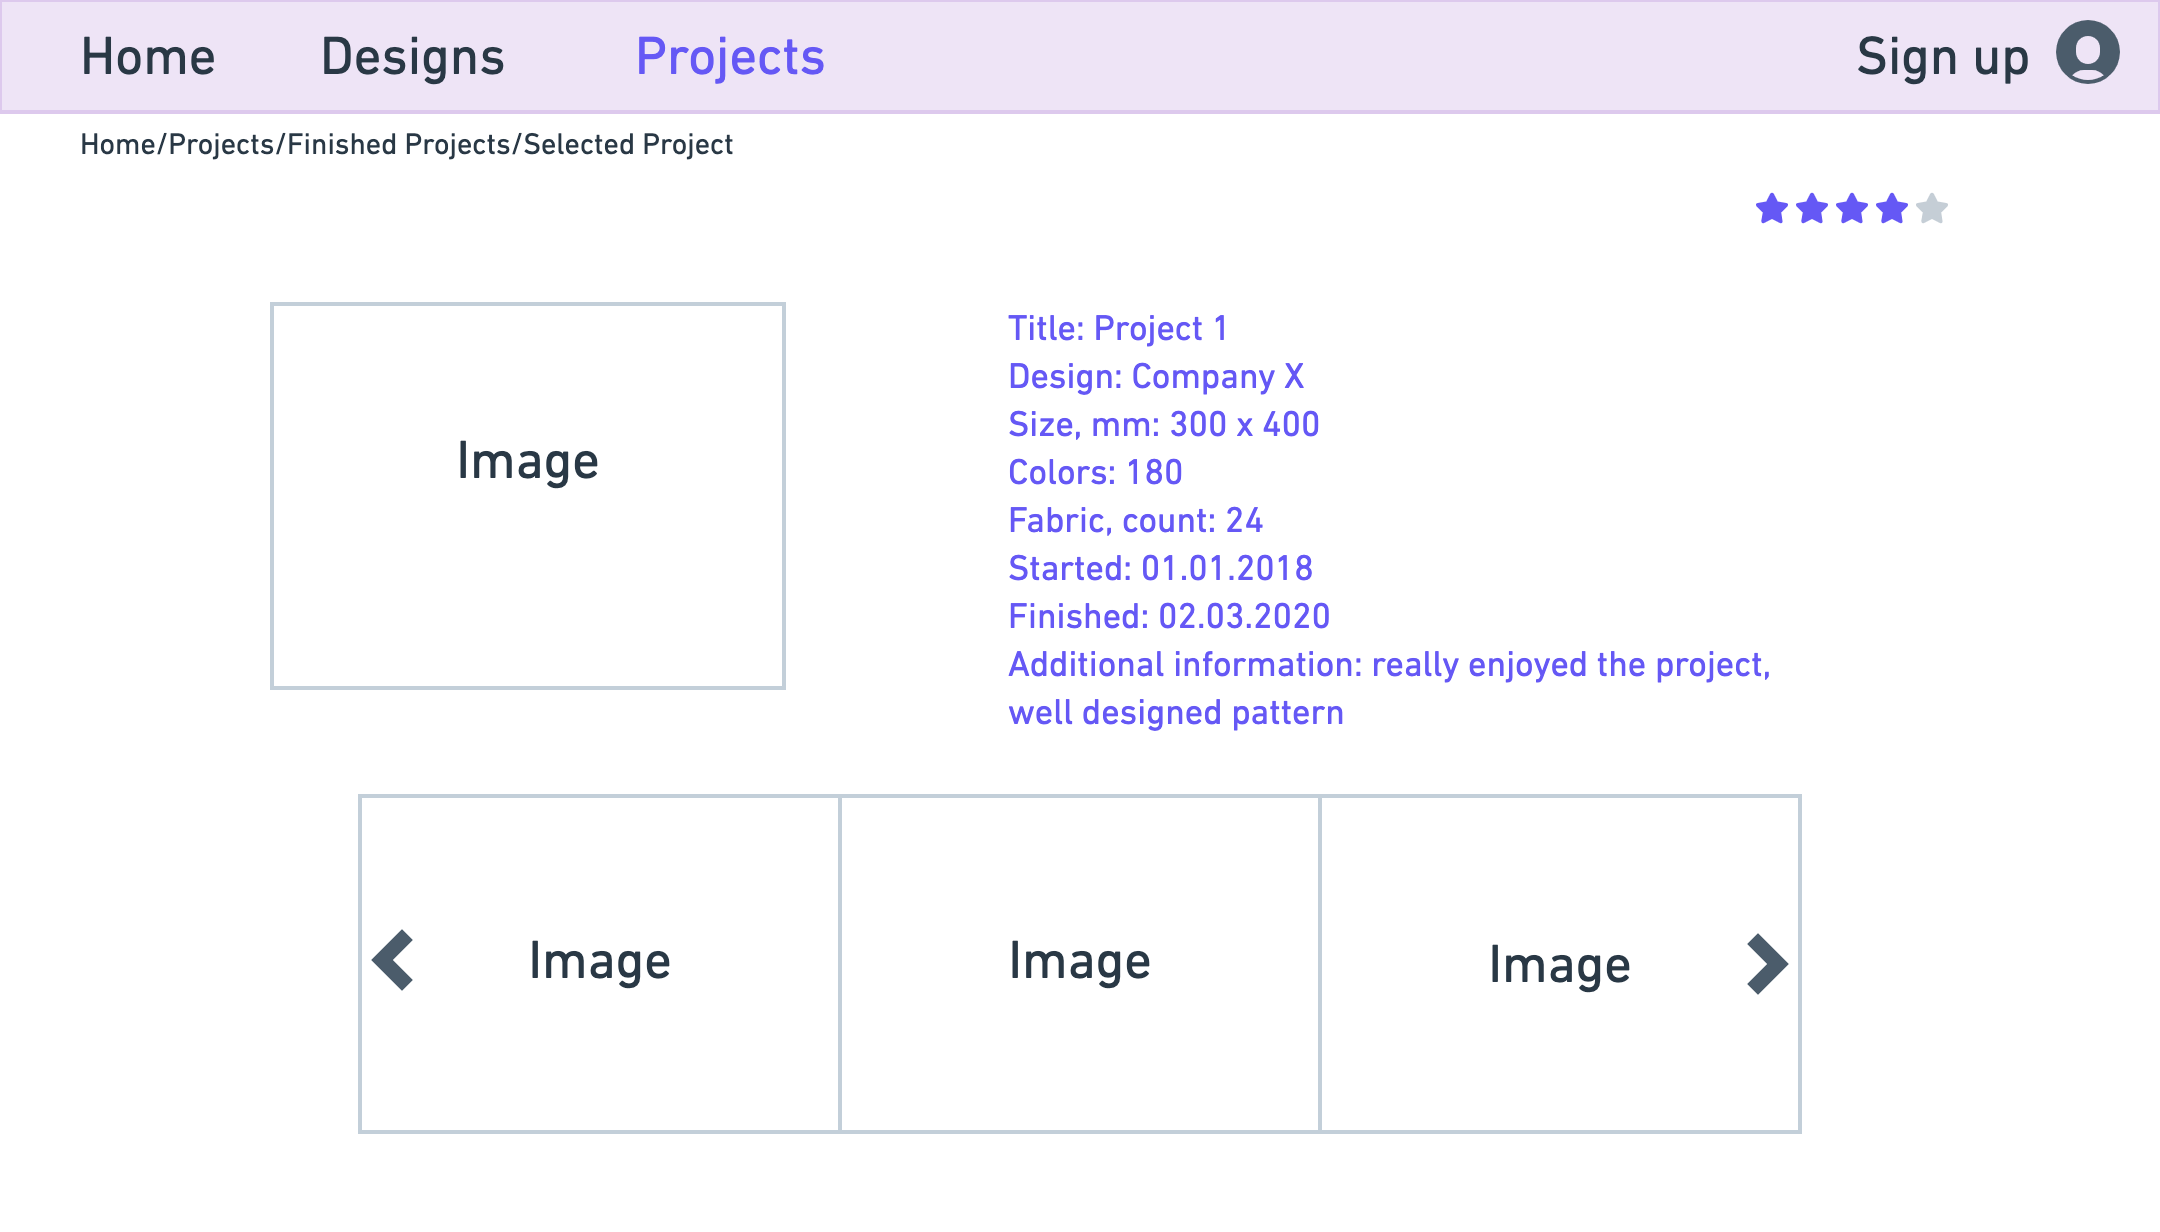 Home Designs Projects Sign up
Home/Projects/Finished Projects/Selected Project
Image
Title: Project 1
Design: Company X
Size, mm: 300 x 400
Colors: 180
Fabric, count: 24
Started: 01.01.2018
Finished: 02.03.2020
Additional information: really enjoyed the project,
well designed pattern
Image Image Image